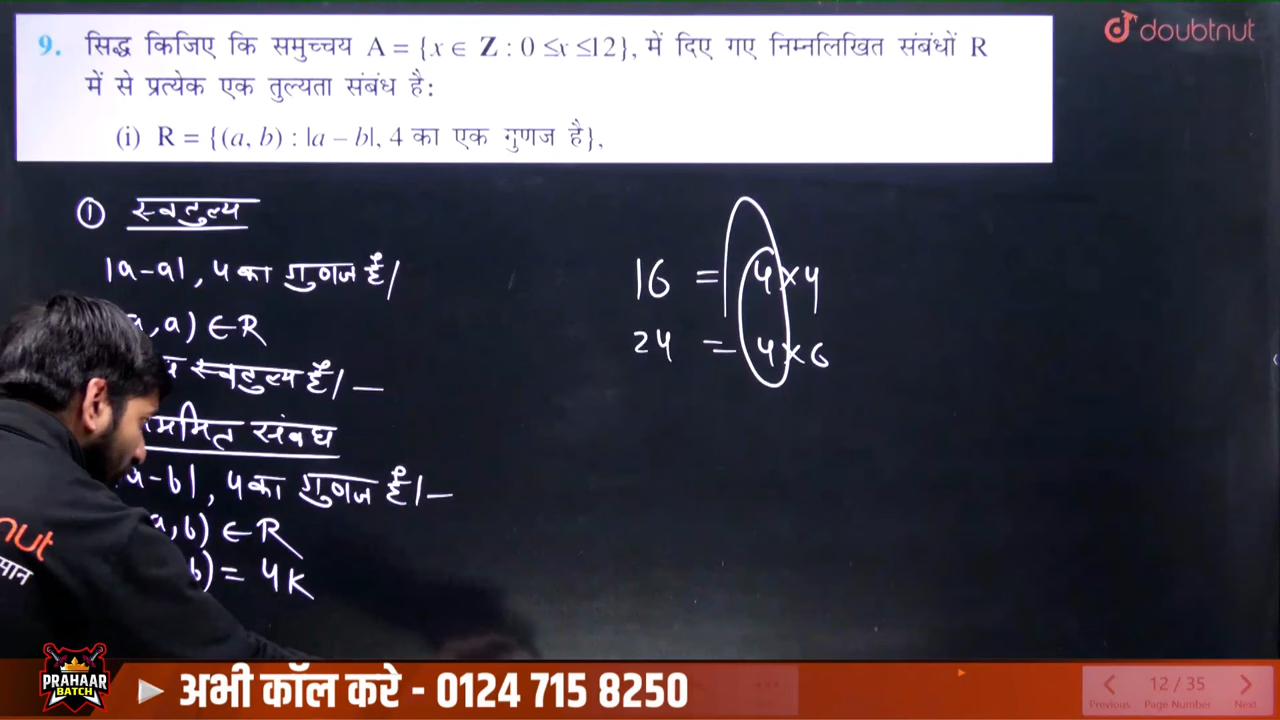 9. सिद्ध किजिए कि समुच्चय A = {x ∈ Z : 0 ≤x ≤12}, में दिए गए निम्नलिखित संबंधों R
में से प्रत्येक एक तुल्यता संबंध है:
(i) R = {(a, b) : |a – b|, 4 का एक गुणज है},
doubtnut
① स्वतुल्य
|a-a|, 4 का गुणज है।
,a) ∈ R
स्वतुल्य है। —
ममित संबंध
a-b|, 4 का गुणज है। —
a,b) ∈ R
b) = 4K
16 = 4×4
24 = 4×6
nut
मान
PRAHAAR
BATCH
अभी कॉल करे - 0124 715 8250
12 / 35
Previous Page Number Next